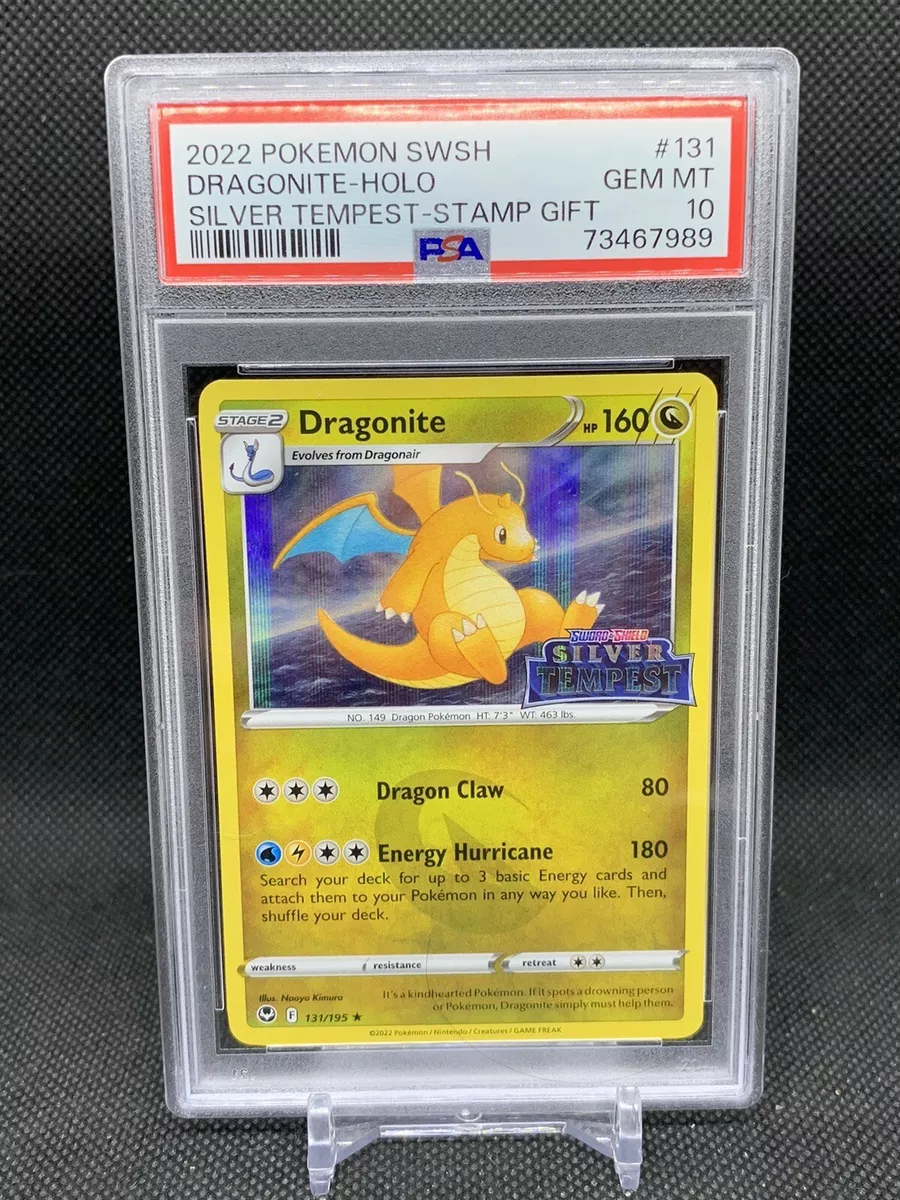 2022 POKEMON SWSH #131
DRAGONITE-HOLO GEM MT
SILVER TEMPEST-STAMP GIFT 10
PSA 73467989
STAGE2 Dragonite HP 160
Evolves from Dragonair
SWORD & SHIELD
SILVER
TEMPEST
NO. 149 Dragon Pokémon HT: 7'3" WT: 463 lbs.
Dragon Claw 80
Energy Hurricane 180
Search your deck for up to 3 basic Energy cards and
attach them to your Pokémon in any way you like. Then,
shuffle your deck.
weakness resistance retreat
Illus. Naoyo Kimura
It's a kindhearted Pokémon. If it spots a drowning person
or Pokémon, Dragonite simply must help them.
F 131/195 ★
©2022 Pokémon / Nintendo / Creatures / GAME FREAK